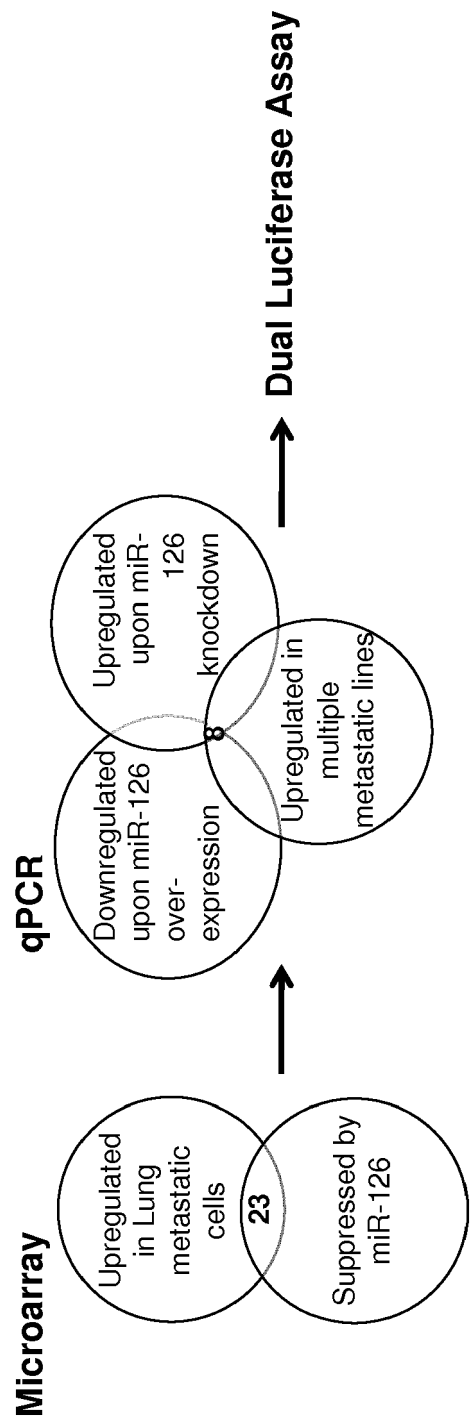 Microarray
Upregulated
in Lung
metastatic
cells
23
Suppressed by
miR-126
qPCR
Downregulated
upon miR-126
over-
expression
Upregulated
upon miR-
126
knockdown
8
Upregulated in
multiple
metastatic lines
Dual Luciferase Assay